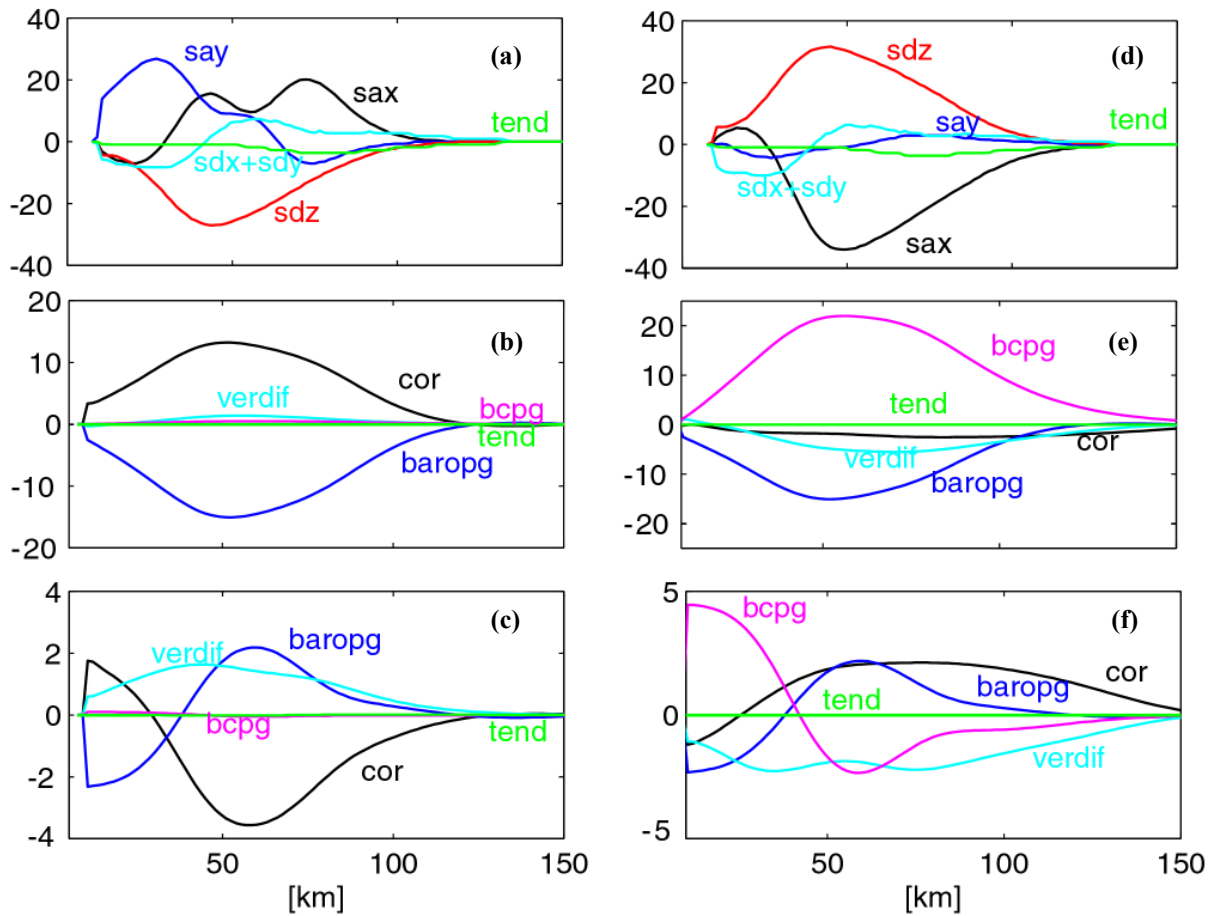 40
20
0
-20
-40
say
sax
(a)
tend
sdx+sdy
sdz
40
20
0
-20
-40
sdz
(d)
say
tend
sdx+sdy
sax
20
10
0
-10
-20
(b)
cor
verdif
bcpg
tend
baropg
20
10
0
-10
-20
bcpg
(e)
tend
verdif
cor
baropg
4
2
0
-2
-4
(c)
verdif
baropg
bcpg
tend
cor
50
100
150
[km]
5
0
-5
bcpg
(f)
cor
baropg
tend
verdif
50
100
150
[km]